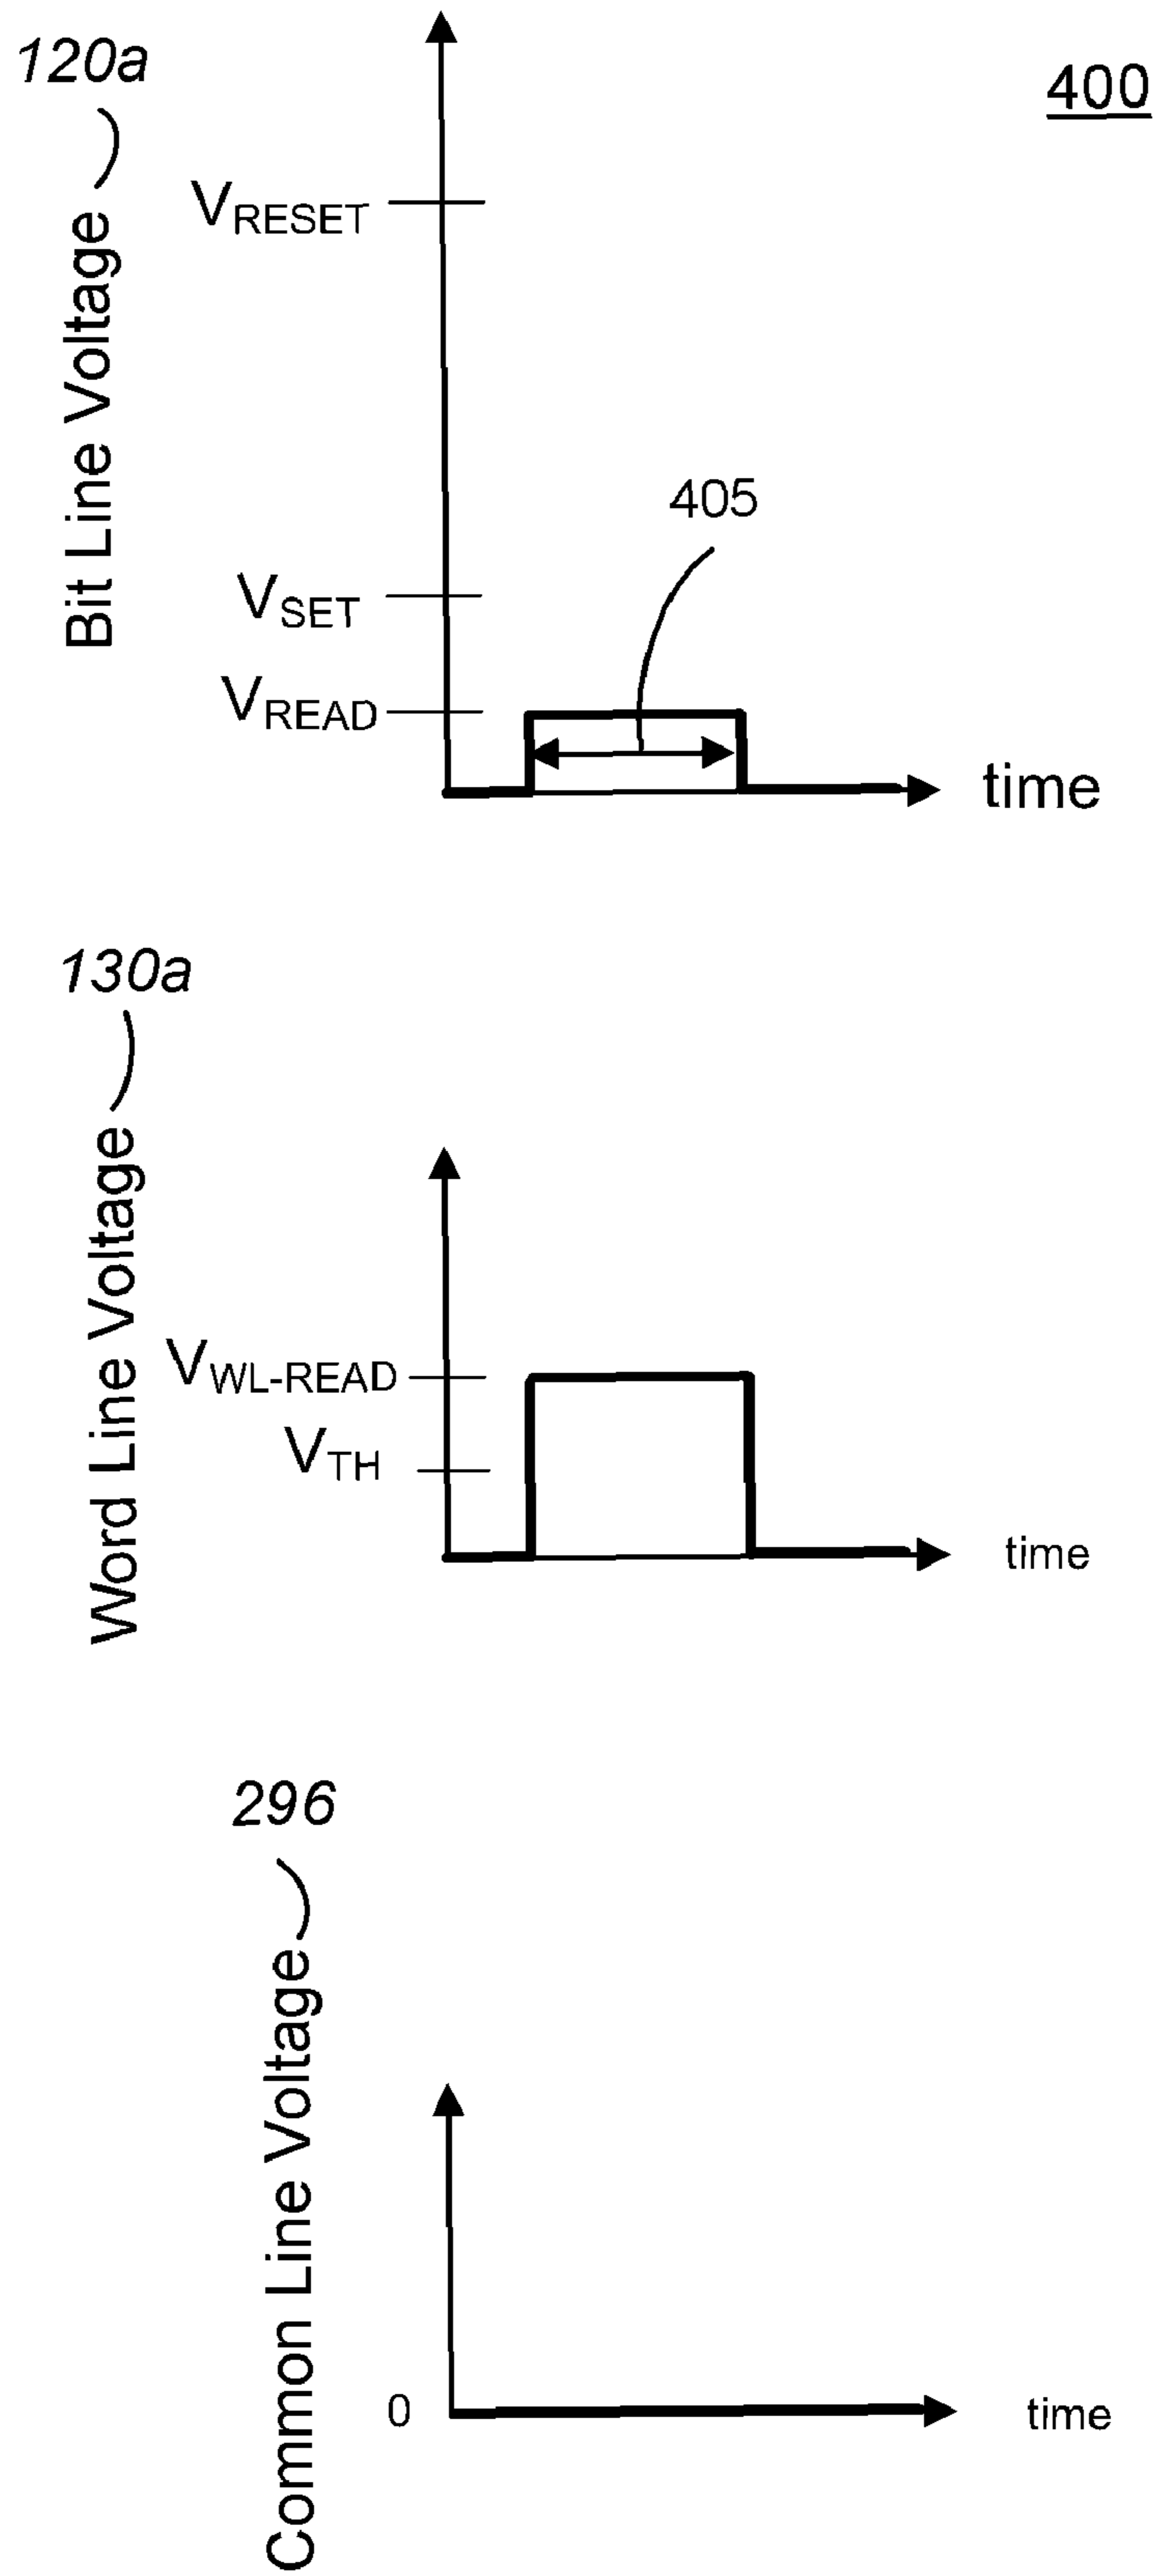 120a
400
Bit Line Voltage
VRESET
405
VSET
VREAD
time
130a
Word Line Voltage
VWL-READ
VTH
time
296
Common Line Voltage
0
time